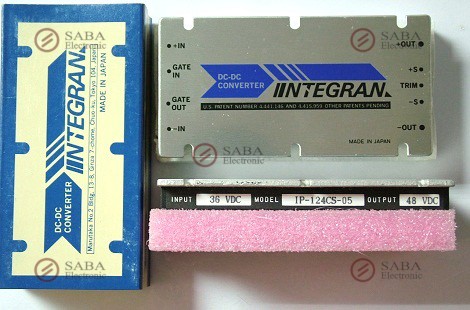 DC-DC
CONVERTER
INTEGRAN.
MADE IN JAPAN
Marutaka No.2 Bldg., 13-8, Ginza 7-chome, Chuo-ku, Tokyo 104, Japan
+IN
GATE
IN
GATE
OUT
-IN
DC-DC
CONVERTER
INTEGRAN
U.S. PATENT NUMBER 4,441,146 AND 4,415,959 OTHER PATENTS PENDING
MADE IN JAPAN
+OUT
+S
TRIM
-S
-OUT
INPUT 36 VDC MODEL IP-124CS-05 OUTPUT 48 VDC
SABA
Electronic
SABA
Electronic
SABA
Electronic
SABA
Electronic
SABA
Electronic